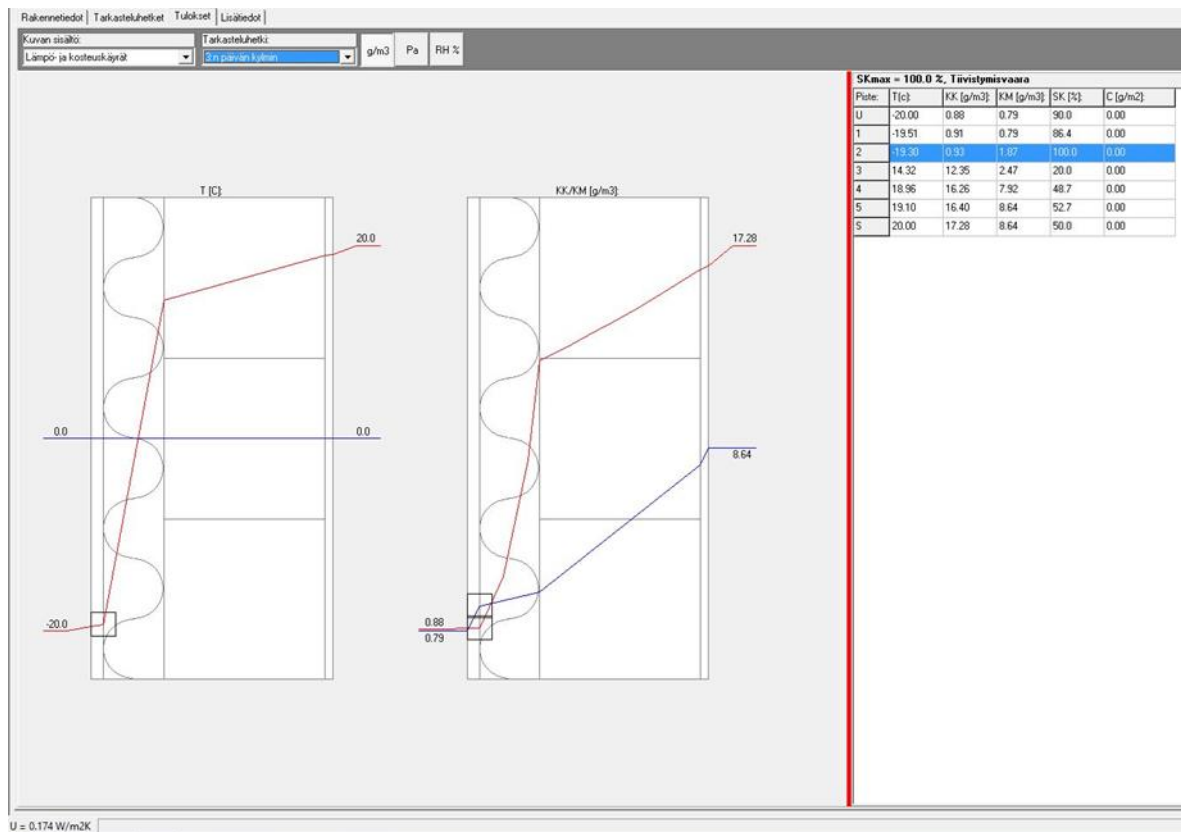 Rakennetiedot Tarkasteluhetket Tulokset Lisätiedot
Kuvan sisältö: Tarkasteluhetki:
Lämpö- ja kosteuskäyrät 3:n päivän kylmin g/m3 Pa RH %
SKmax = 100.0 %, Tiivistymisvaara
Piste: T[c]: KK [g/m3]: KM [g/m3]: SK [%]: C [g/m2]:
U -20.00 0.88 0.79 90.0 0.00
1 -19.51 0.91 0.79 86.4 0.00
2 -19.30 0.93 1.87 100.0 0.00
3 14.32 12.35 2.47 20.0 0.00
4 18.96 16.26 7.92 48.7 0.00
5 19.10 16.40 8.64 52.7 0.00
S 20.00 17.28 8.64 50.0 0.00
T [C]:
20.0
0.0 0.0
-20.0
KK/KM [g/m3]:
17.28
8.64
0.88
0.79
U = 0.174 W/m2K